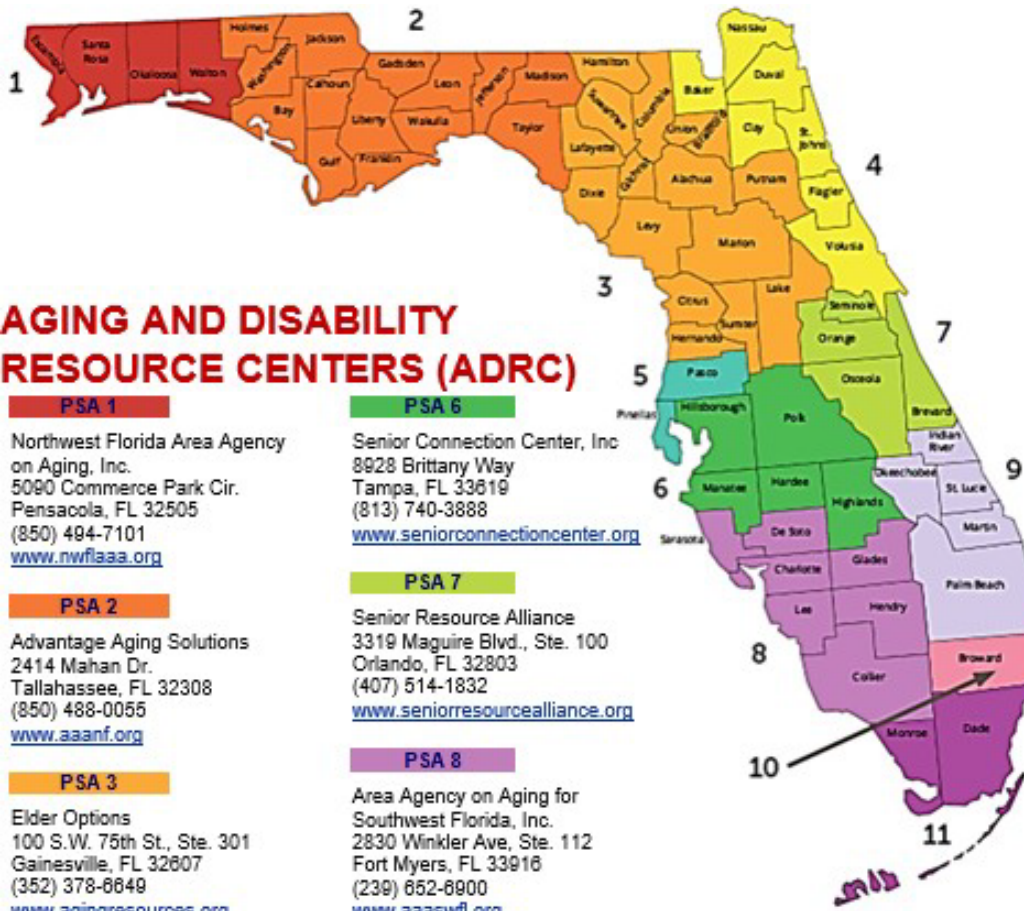 2
Nassau
Holmes
Jackson
Santa
Rosa
Escambia
Okaloosa
Walton
Washington
Gadsden
Leon
Jefferson
Madison
Hamilton
Duval
1
Calhoun
Bay
Liberty
Wakulla
Taylor
Suwannee
Columbia
Baker
Union
Bradford
Clay
St.
Johns
Gulf
Franklin
Lafayette
Gilchrist
Dixie
Alachua
Putnam
4
Flagler
Levy
Marion
Volusia
3
Citrus
Lake
Sumter
Hernando
Seminole
Orange
7
AGING AND DISABILITY
RESOURCE CENTERS (ADRC)
5
Pasco
Osceola
Pinellas
Hillsborough
Polk
Brevard
Indian
River
9
6
Manatee
Hardee
Highlands
Okeechobee
St. Lucie
Sarasota
De Soto
Martin
Charlotte
Glades
Palm Beach
Lee
Hendry
8
Collier
Broward
10
Monroe
Dade
11
PSA 1
Northwest Florida Area Agency
on Aging, Inc.
5090 Commerce Park Cir.
Pensacola, FL 32505
(850) 494-7101
www.nwflaaa.org
PSA 2
Advantage Aging Solutions
2414 Mahan Dr.
Tallahassee, FL 32308
(850) 488-0055
www.aaanf.org
PSA 3
Elder Options
100 S.W. 75th St., Ste. 301
Gainesville, FL 32607
(352) 378-6649
www.agingresources.org
PSA 6
Senior Connection Center, Inc
8928 Brittany Way
Tampa, FL 33619
(813) 740-3888
www.seniorconnectioncenter.org
PSA 7
Senior Resource Alliance
3319 Maguire Blvd., Ste. 100
Orlando, FL 32803
(407) 514-1832
www.seniorresourcealliance.org
PSA 8
Area Agency on Aging for
Southwest Florida, Inc.
2830 Winkler Ave, Ste. 112
Fort Myers, FL 33916
(239) 652-6900
www.aaaswfl.org